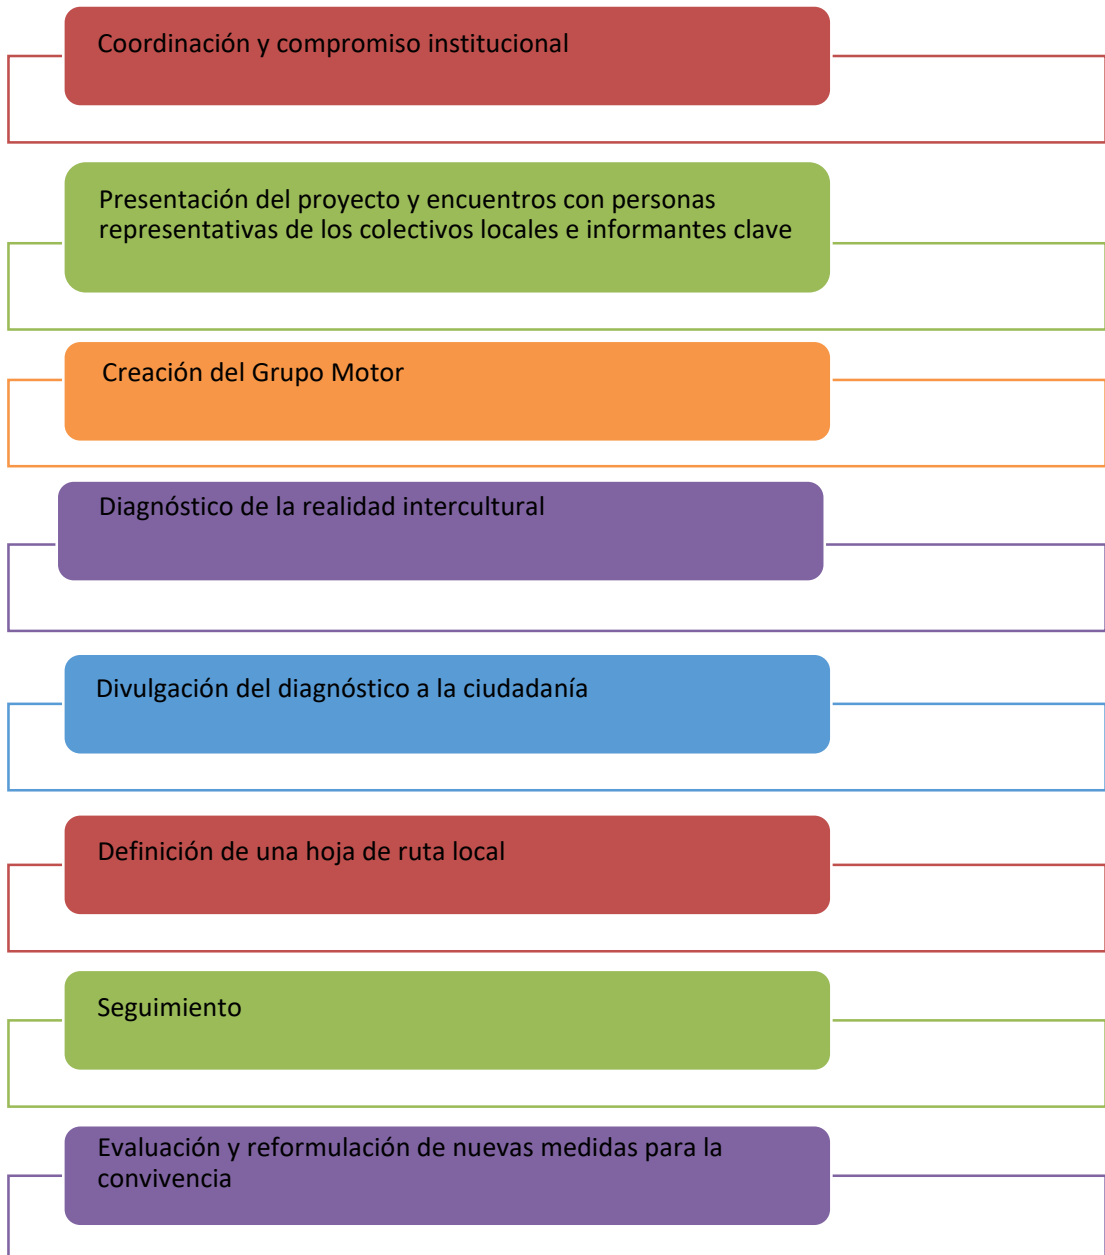 Coordinación y compromiso institucional
Presentación del proyecto y encuentros con personas
representativas de los colectivos locales e informantes clave
Creación del Grupo Motor
Diagnóstico de la realidad intercultural
Divulgación del diagnóstico a la ciudadanía
Definición de una hoja de ruta local
Seguimiento
Evaluación y reformulación de nuevas medidas para la
convivencia